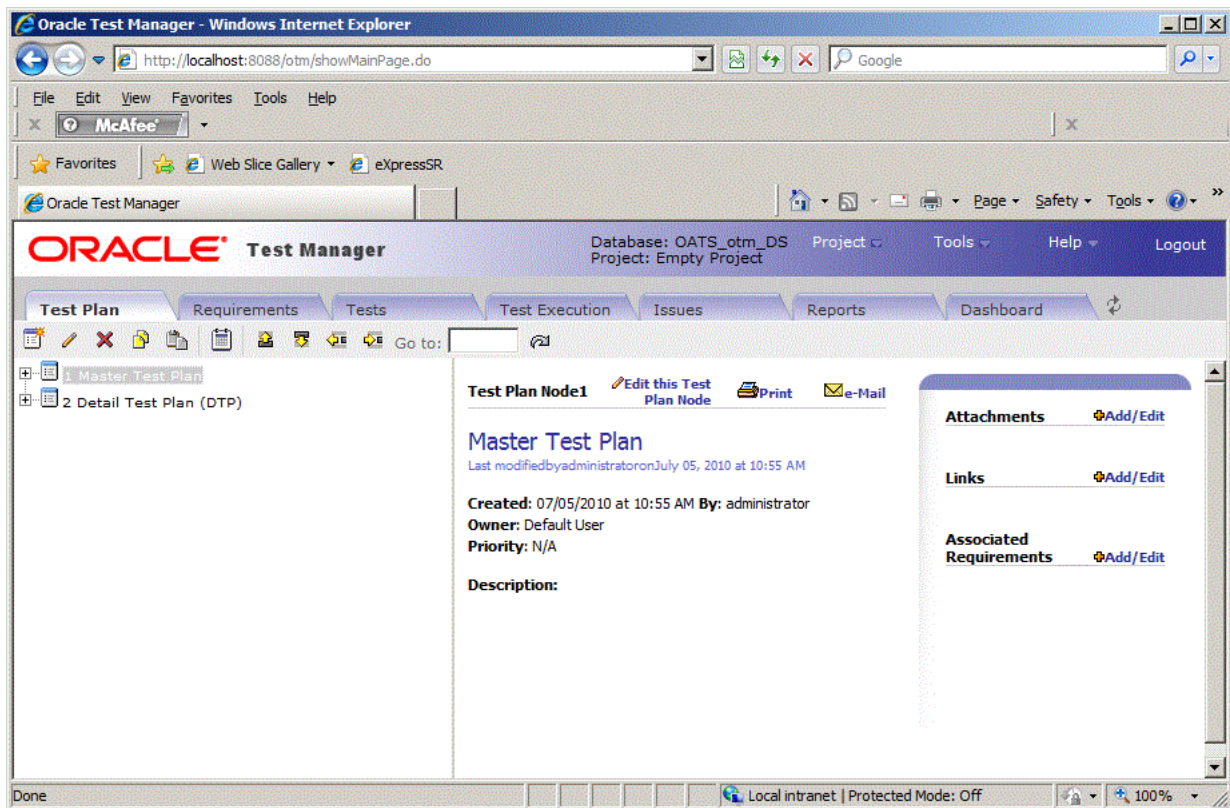 Oracle Test Manager - Windows Internet Explorer
http://localhost:8088/otm/showMainPage.do
Google
File Edit View Favorites Tools Help
McAfee
Favorites Web Slice Gallery eXpressSR
Oracle Test Manager Page Safety Tools »
ORACLE Test Manager Database: OATS_otm_DS Project Tools Help Logout
Project: Empty Project
Test Plan Requirements Tests Test Execution Issues Reports Dashboard
Go to:
1 Master Test Plan
2 Detail Test Plan (DTP)
Test Plan Node1 Edit this Test Plan Node Print e-Mail
Master Test Plan
Last modifiedbyadministratoronJuly 05, 2010 at 10:55 AM
Created: 07/05/2010 at 10:55 AM By: administrator
Owner: Default User
Priority: N/A
Description:
Attachments Add/Edit
Links Add/Edit
Associated
Requirements Add/Edit
Done Local intranet | Protected Mode: Off 100%